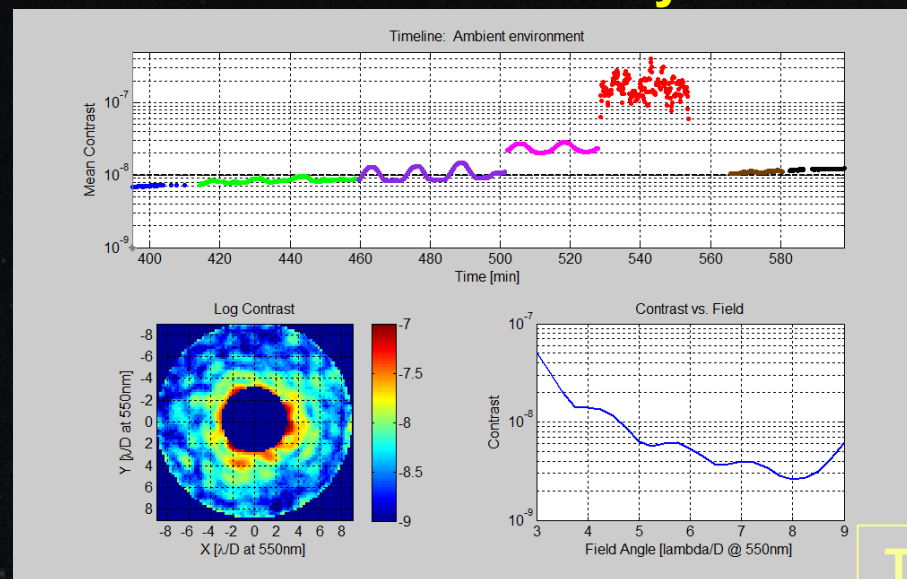 Timeline: Ambient environment
Mean Contrast
10^-7
10^-8
10^-9
400 420 440 460 480 500 520 540 560 580
Time [min]
Log Contrast
Y [λ/D at 550nm]
-8
-6
-4
-2
0
2
4
6
8
-8 -6 -4 -2 0 2 4 6 8
X [λ/D at 550nm]
-7
-7.5
-8
-8.5
-9
Contrast vs. Field
Contrast
10^-7
10^-8
10^-9
3 4 5 6 7 8 9
Field Angle [lambda/D @ 550nm]